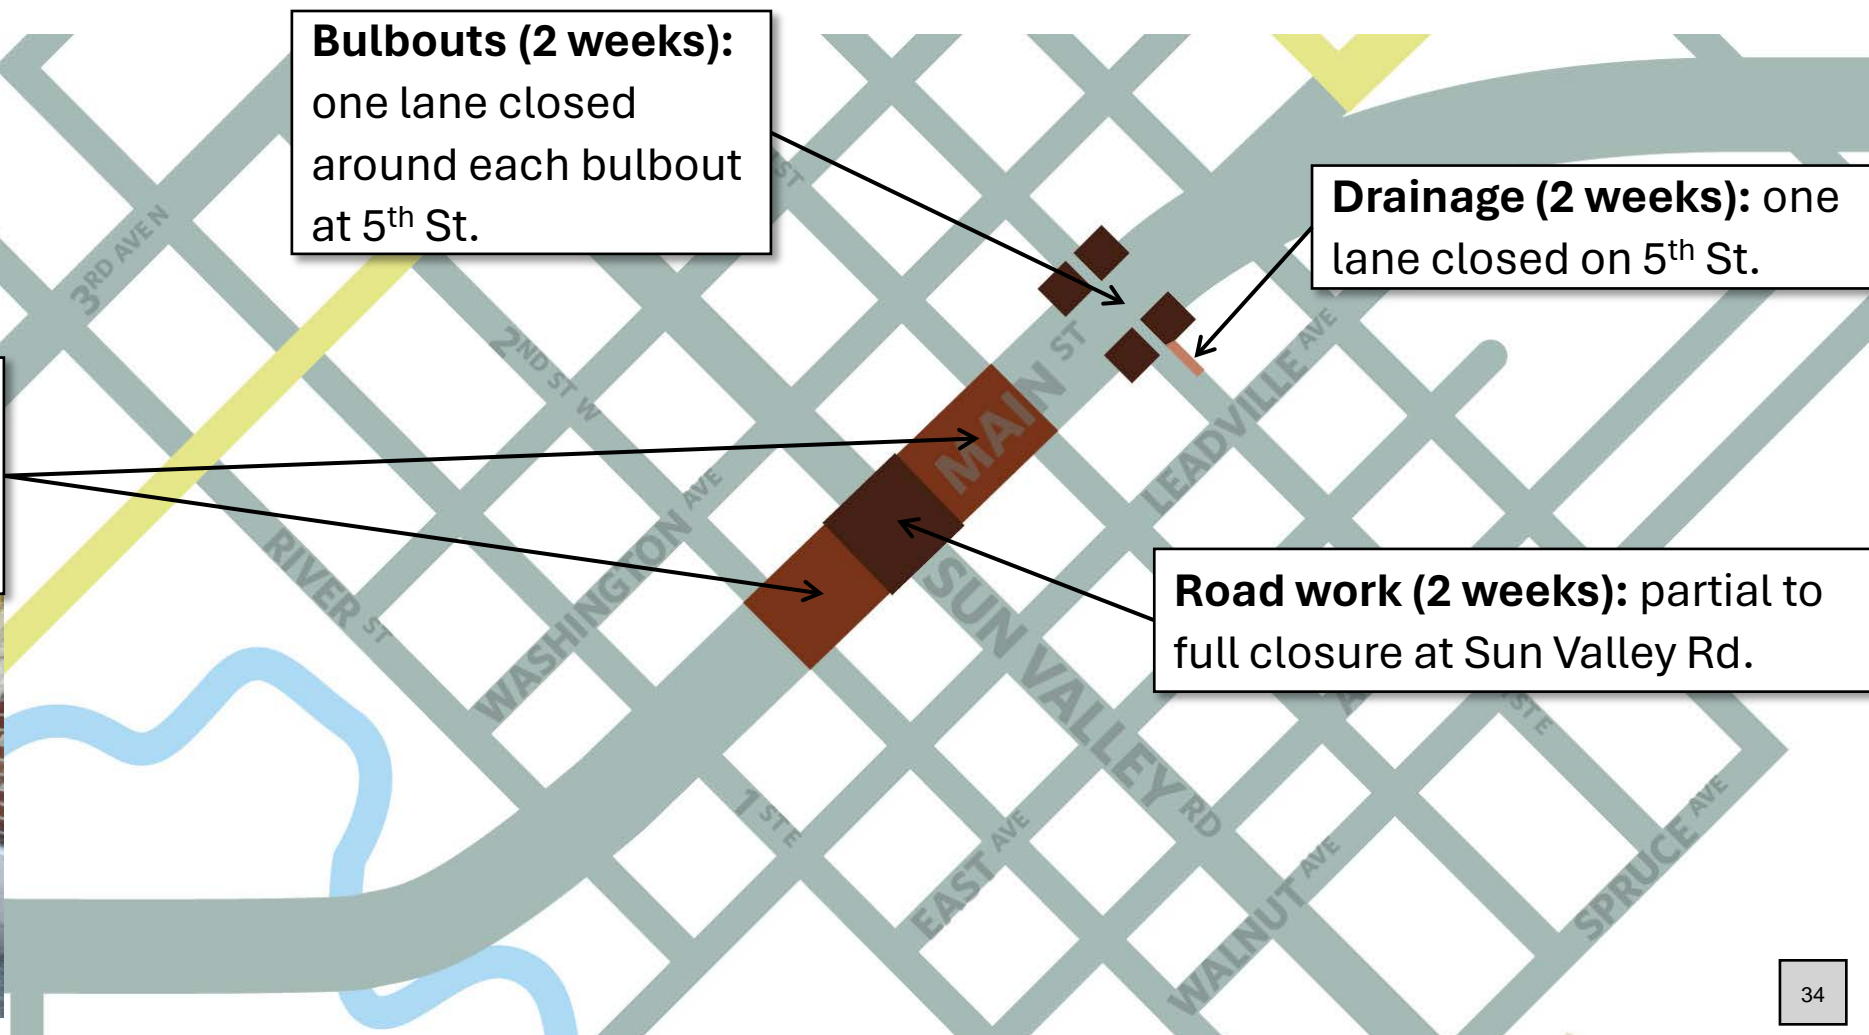 Bulbouts (2 weeks):
one lane closed
around each bulbout
at 5th St.
Drainage (2 weeks): one
lane closed on 5th St.
Road work (2 weeks): partial to
full closure at Sun Valley Rd.
3RD AVE N
ST
2ND ST W
MAIN ST
LEADVILLE AVE
RIVER ST
WASHINGTON AVE
SUN VALLEY RD
ST E
1 ST E
EAST AVE
WALNUT AVE
SPRUCE AVE
34